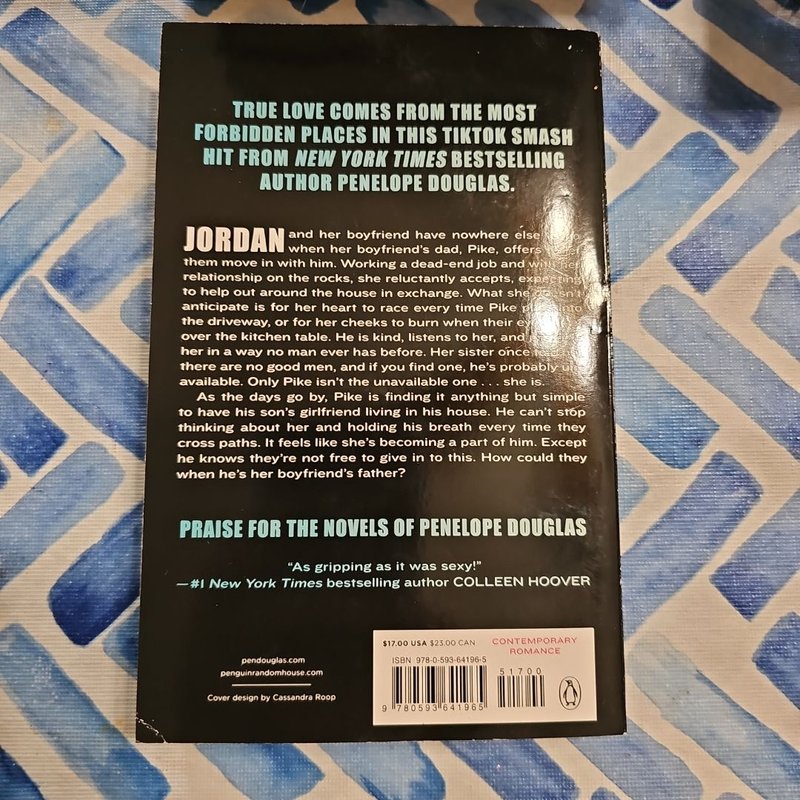 TRUE LOVE COMES FROM THE MOST
FORBIDDEN PLACES IN THIS TIKTOK SMASH
HIT FROM NEW YORK TIMES BESTSELLING
AUTHOR PENELOPE DOUGLAS.
JORDAN and her boyfriend have nowhere else
when her boyfriend's dad, Pike, offers
them move in with him. Working a dead-end job and with her
relationship on the rocks, she reluctantly accepts, expecting
to help out around the house in exchange. What she doesn't
anticipate is for her heart to race every time Pike into
the driveway, or for her cheeks to burn when their
over the kitchen table. He is kind, listens to her, and
her in a way no man ever has before. Her sister once
there are no good men, and if you find one, he's probably un-
available. Only Pike isn't the unavailable one . . . she is.
As the days go by, Pike is finding it anything but simple
to have his son's girlfriend living in his house. He can't stop
thinking about her and holding his breath every time they
cross paths. It feels like she's becoming a part of him. Except
he knows they're not free to give in to this. How could they
when he's her boyfriend's father?
PRAISE FOR THE NOVELS OF PENELOPE DOUGLAS
"As gripping as it was sexy!"
—#1 New York Times bestselling author COLLEEN HOOVER
pendouglas.com
penguinrandomhouse.com
Cover design by Cassandra Roop
$17.00 USA $23.00 CAN
CONTEMPORARY
ROMANCE
ISBN 978-0-593-64196-5
51700
9 780593 641965